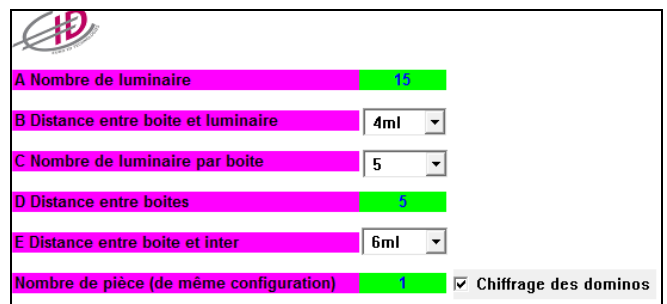 ID
A Nombre de luminaire 15
B Distance entre boite et luminaire 4ml
C Nombre de luminaire par boite 5
D Distance entre boites 5
E Distance entre boite et inter 6ml
Nombre de pièce (de même configuration) 1 Chiffrage des dominos